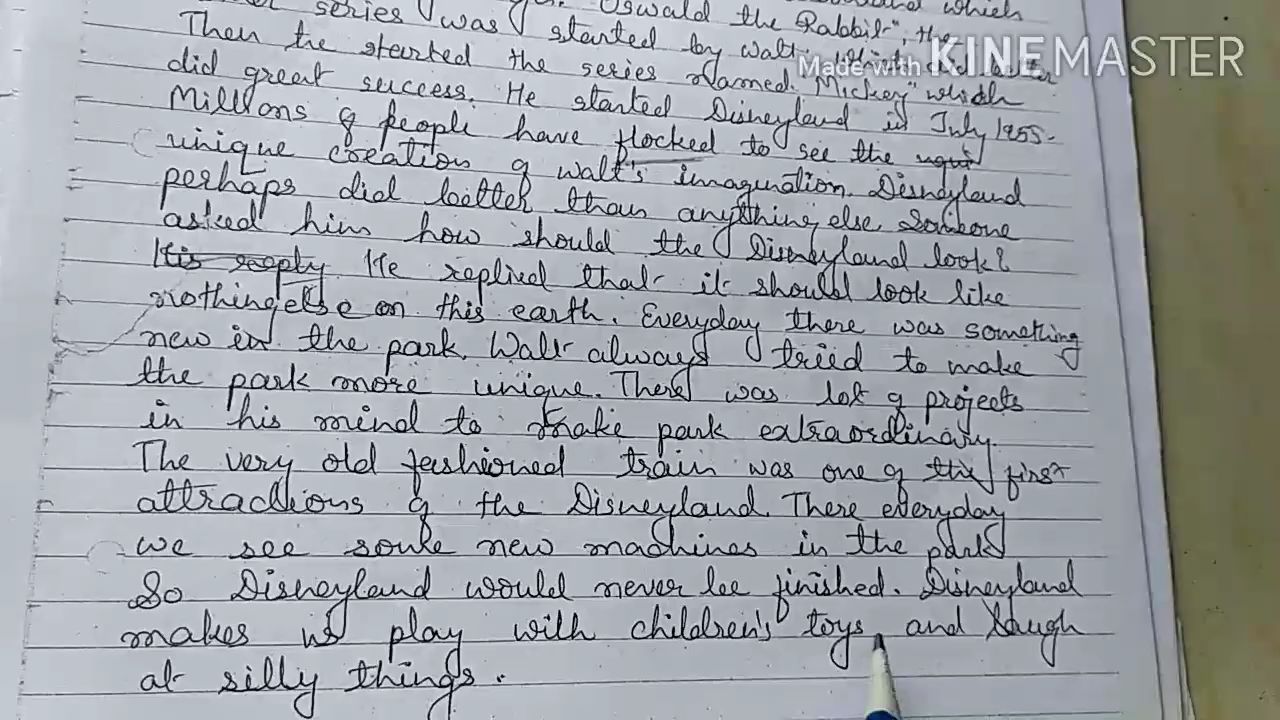 series was started by Walt.
Oswald the Rabbit", the
which
Then he started the series named "Mickey" which
Made with KINEMASTER
did great success. He started Disneyland in July 1955.
Millions of people have flocked to see the
unique creation of Walt's imagination. Disneyland
perhaps did better than anything else. Someone
asked him how should the Disneyland look?
His reply He replied that it should look like
nothing else on this earth. Everyday there was something
new in the park. Walt always tried to make
the park more unique. There was lot of projects
in his mind to make park extraordinary.
The very old fashioned train was one of the first
attractions of the Disneyland. There everyday
we see some new machines in the park
So Disneyland would never be finished. Disneyland
makes us play with children's toys and laugh
at silly things.